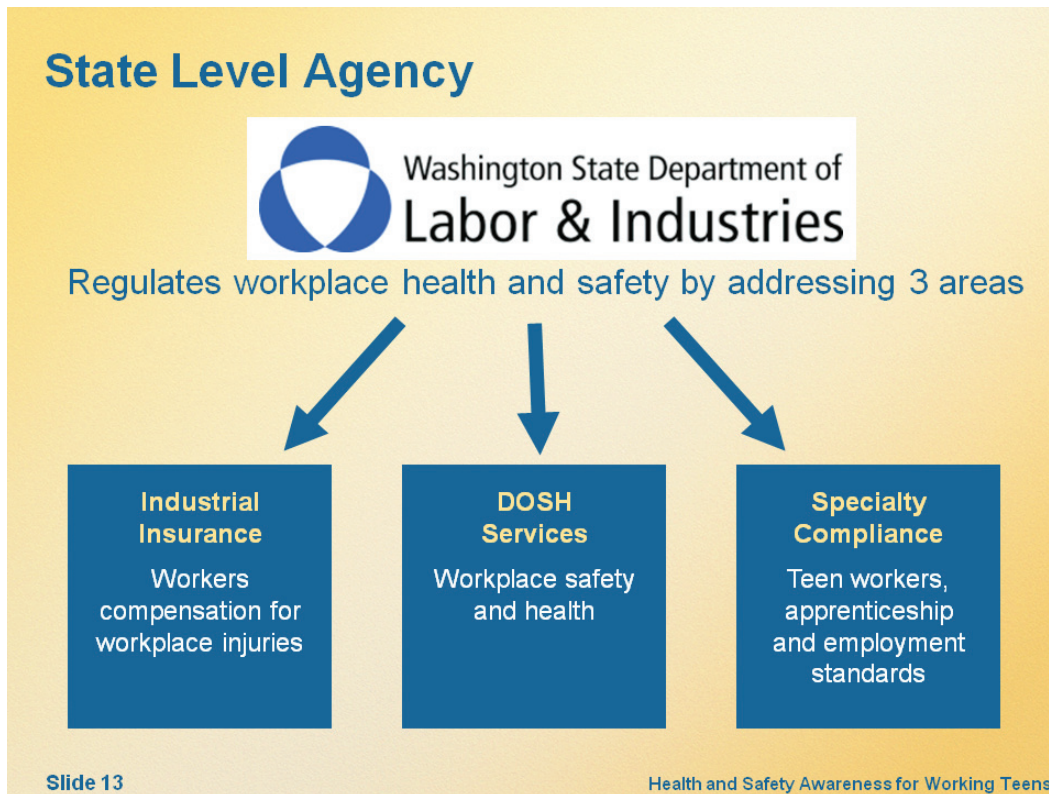 State Level Agency
Washington State Department of
Labor & Industries
Regulates workplace health and safety by addressing 3 areas
Industrial
Insurance
Workers
compensation for
workplace injuries
DOSH
Services
Workplace safety
and health
Specialty
Compliance
Teen workers,
apprenticeship
and employment
standards
Slide 13
Health and Safety Awareness for Working Teens